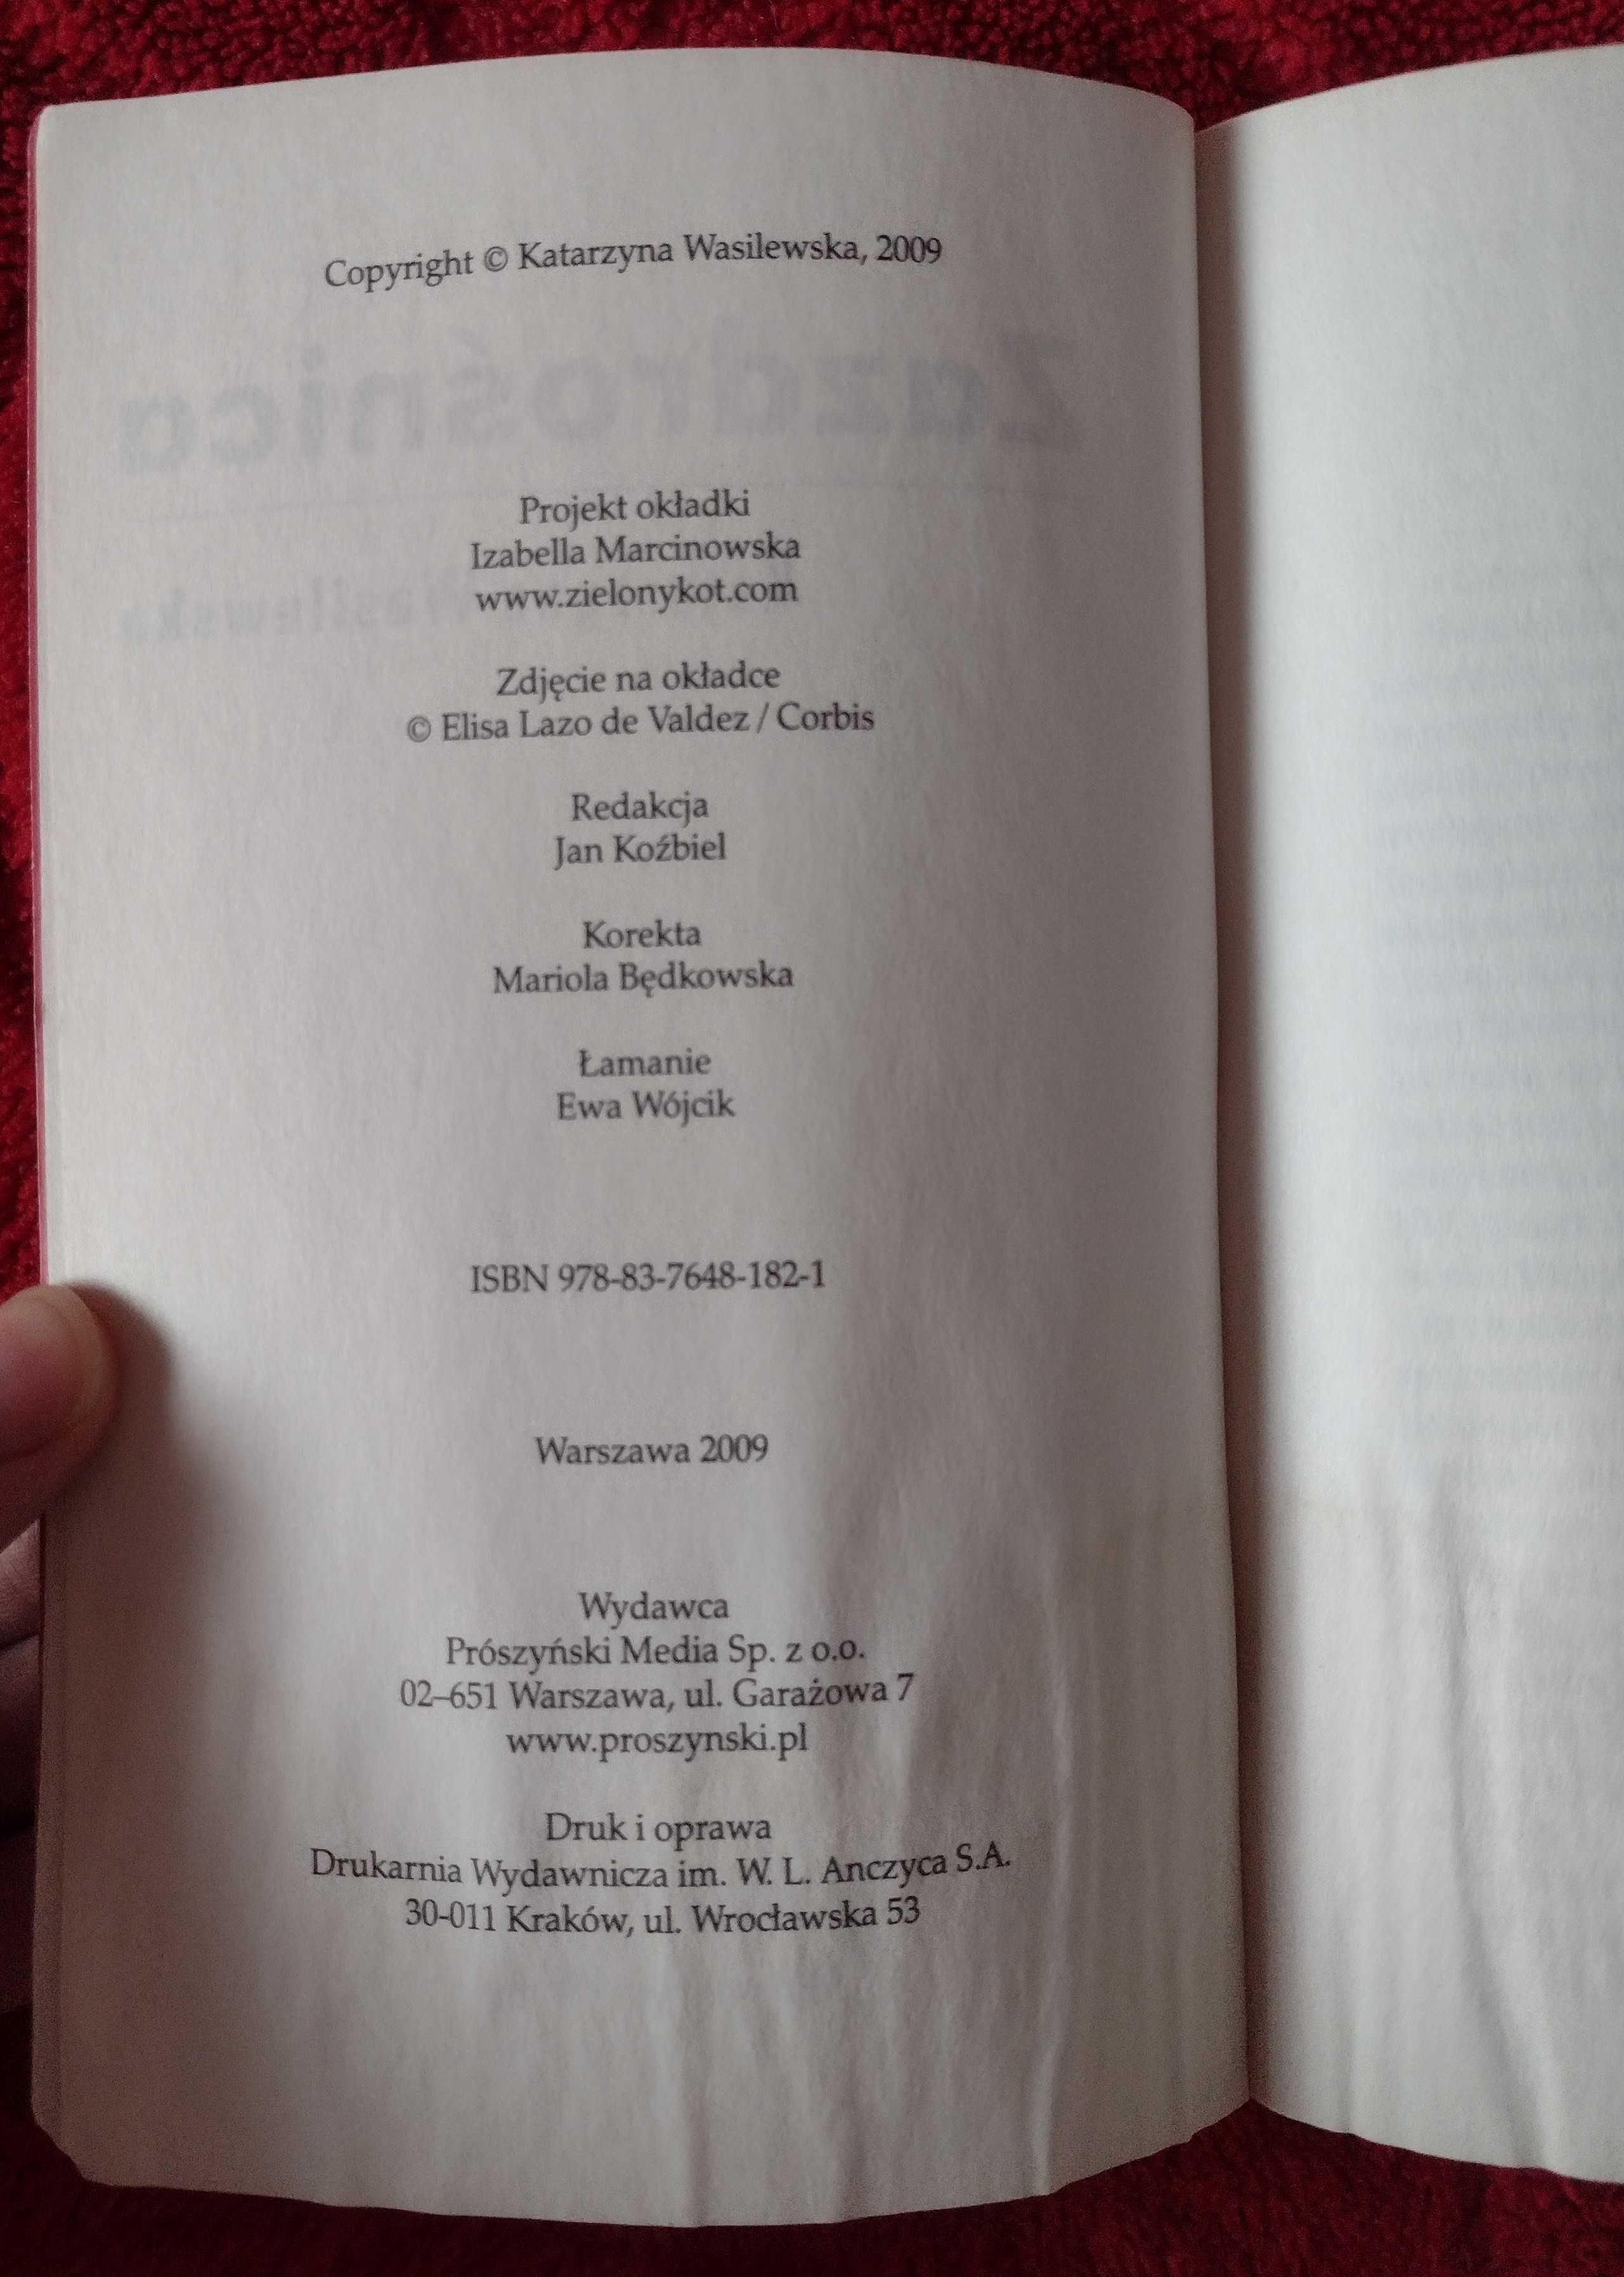 Copyright © Katarzyna Wasilewska, 2009
Zazdrośnica
Projekt okładki
Izabella Marcinowska
www.zielonykot.com
Zdjęcie na okładce
© Elisa Lazo de Valdez / Corbis
Redakcja
Jan Koźbiel
Korekta
Mariola Będkowska
Łamanie
Ewa Wójcik
ISBN 978-83-7648-182-1
Warszawa 2009
Wydawca
Prószyński Media Sp. z o.o.
02–651 Warszawa, ul. Garażowa 7
www.proszynski.pl
Druk i oprawa
Drukarnia Wydawnicza im. W. L. Anczyca S.A.
30-011 Kraków, ul. Wrocławska 53